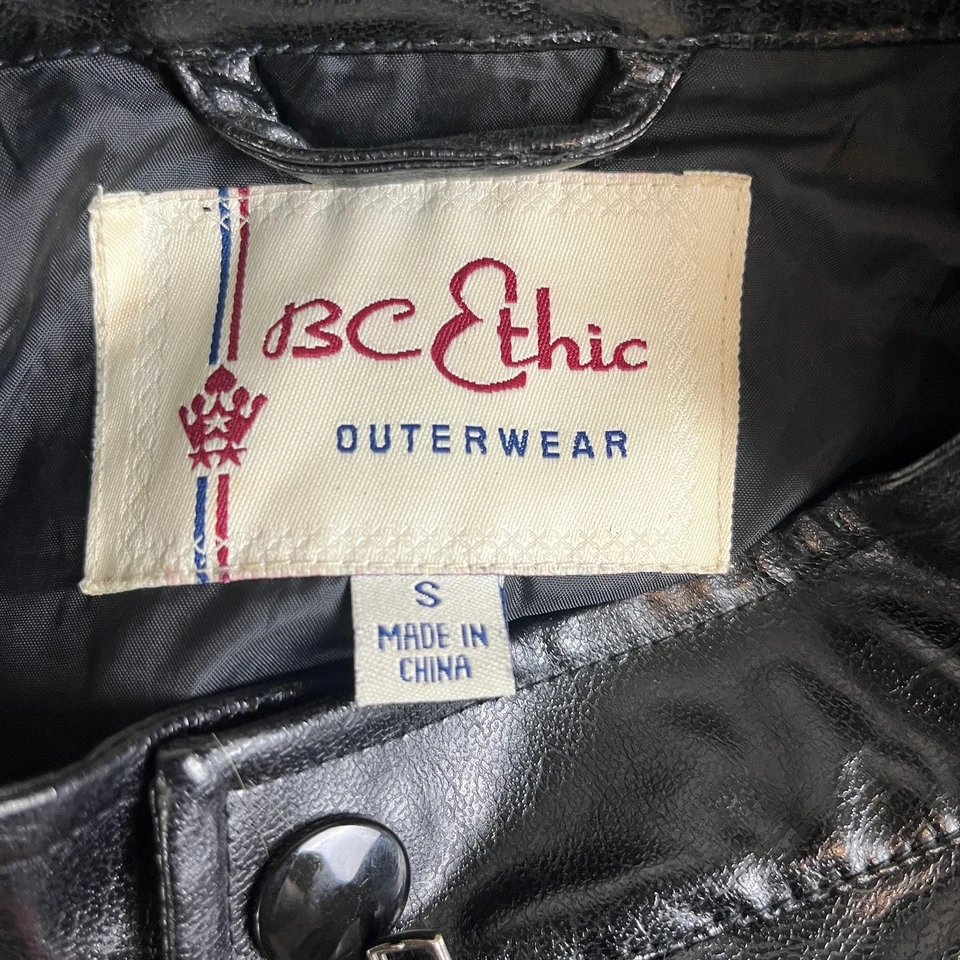 BC Ethic
OUTERWEAR
S
MADE IN
CHINA